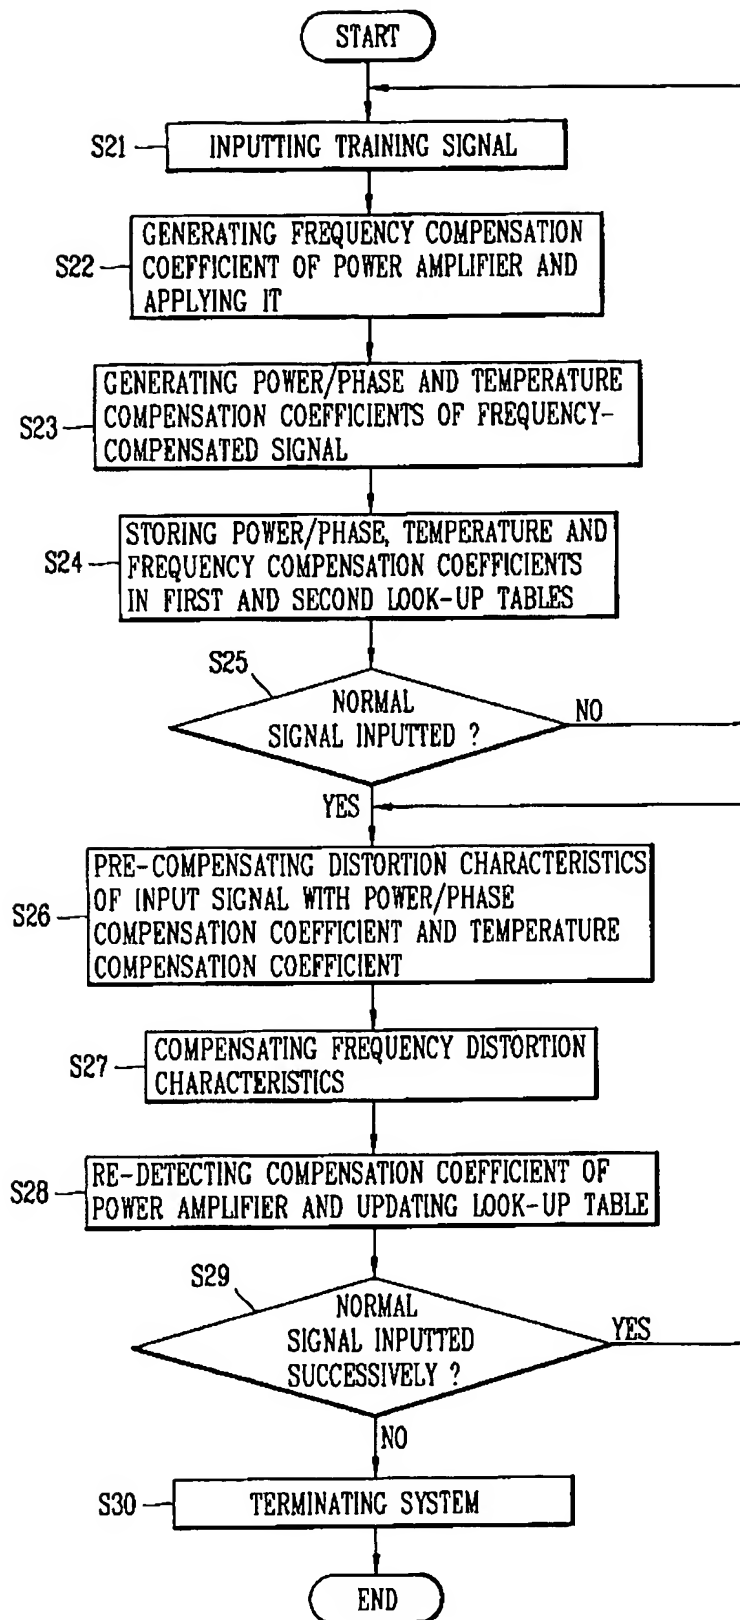 START
S21
INPUTTING TRAINING SIGNAL
S22
GENERATING FREQUENCY COMPENSATION
COEFFICIENT OF POWER AMPLIFIER AND
APPLYING IT
S23
GENERATING POWER/PHASE AND TEMPERATURE
COMPENSATION COEFFICIENTS OF FREQUENCY-
COMPENSATED SIGNAL
S24
STORING POWER/PHASE, TEMPERATURE AND
FREQUENCY COMPENSATION COEFFICIENTS
IN FIRST AND SECOND LOOK-UP TABLES
S25
NORMAL
SIGNAL INPUTTED ?
NO
YES
S26
PRE-COMPENSATING DISTORTION CHARACTERISTICS
OF INPUT SIGNAL WITH POWER/PHASE
COMPENSATION COEFFICIENT AND TEMPERATURE
COMPENSATION COEFFICIENT
S27
COMPENSATING FREQUENCY DISTORTION
CHARACTERISTICS
S28
RE-DETECTING COMPENSATION COEFFICIENT OF
POWER AMPLIFIER AND UPDATING LOOK-UP TABLE
S29
NORMAL
SIGNAL INPUTTED
SUCCESSIVELY ?
YES
NO
S30
TERMINATING SYSTEM
END